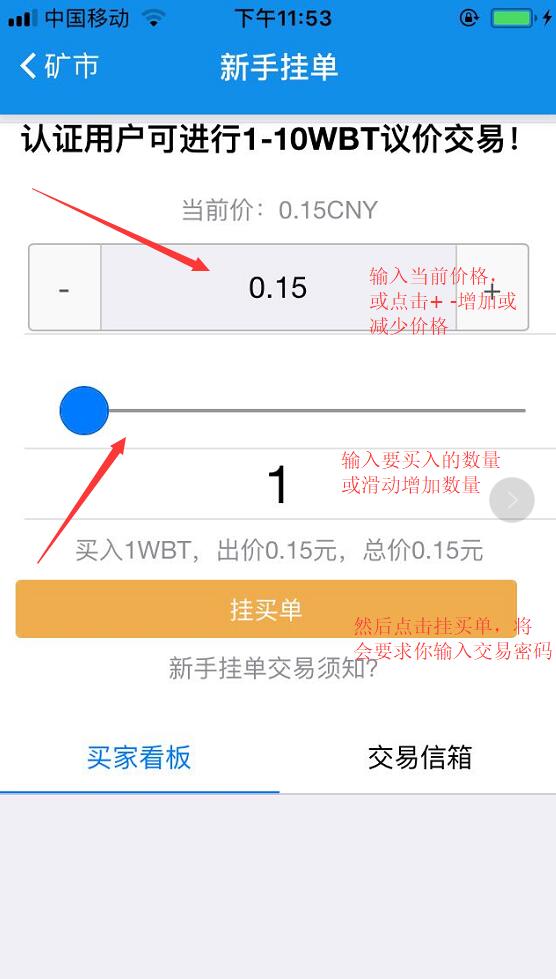 中国移动 下午11:53
矿市 新手挂单
认证用户可进行1-10WBT议价交易！
当前价：0.15CNY
- 0.15 +
输入当前价格，
或点击+ -增加或
减少价格
输入要买入的数量
或滑动增加数量
1
买入1WBT，出价0.15元，总价0.15元
挂买单
然后点击挂买单，将
会要求你输入交易密码
新手挂单交易须知?
买家看板 交易信箱